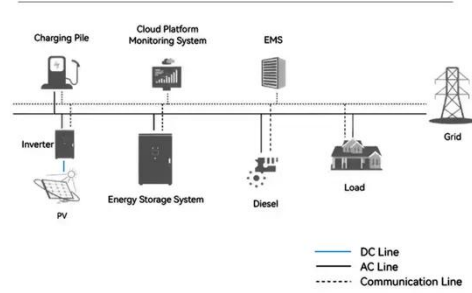 Charging Pile
Cloud Platform
Monitoring System
EMS
Grid
Inverter
PV
Energy Storage System
Diesel
Load
DC Line
AC Line
Communication Line